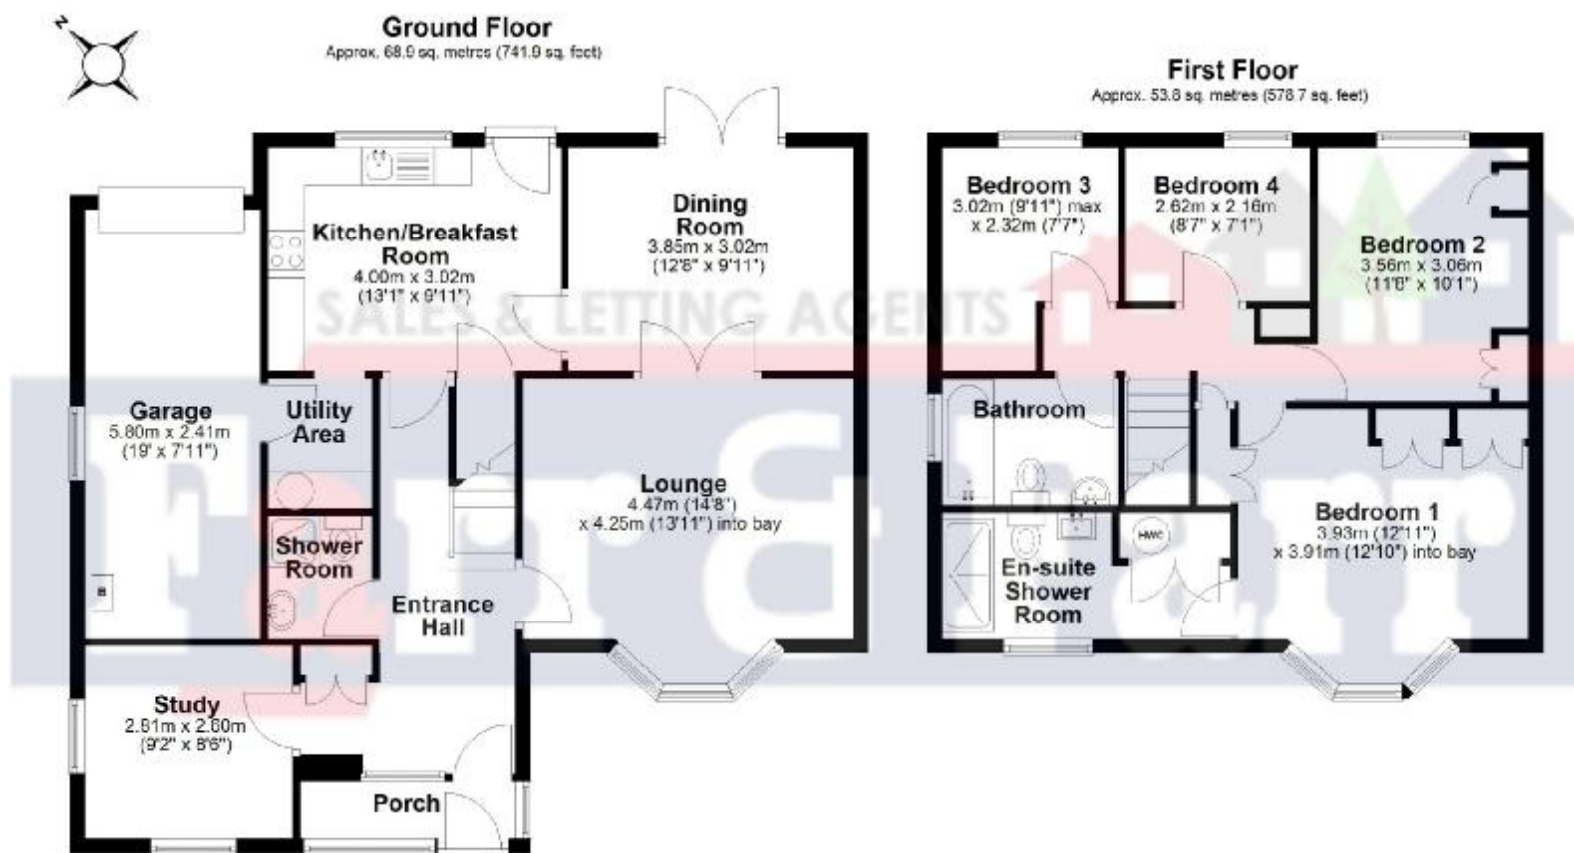 N
Ground Floor
Approx. 68.9 sq. metres (741.9 sq. feet)
Kitchen/Breakfast
Room
4.00m x 3.02m
(13'1" x 9'11")
Dining
Room
3.85m x 3.02m
(12'8" x 9'11")
Garage
5.80m x 2.41m
(19' x 7'11")
Utility
Area
Lounge
4.47m (14'8")
x 4.25m (13'11") into bay
Shower
Room
Entrance
Hall
Study
2.81m x 2.60m
(9'2" x 8'6")
Porch
First Floor
Approx. 53.8 sq. metres (578.7 sq. feet)
Bedroom 3
3.02m (9'11") max
x 2.32m (7'7")
Bedroom 4
2.62m x 2.16m
(8'7" x 7'1")
Bedroom 2
3.56m x 3.06m
(11'8" x 10'1")
Bathroom
Bedroom 1
3.93m (12'11")
x 3.91m (12'10") into bay
HWC
En-suite
Shower
Room
SALES & LETTING AGENTS
Farr & Farr